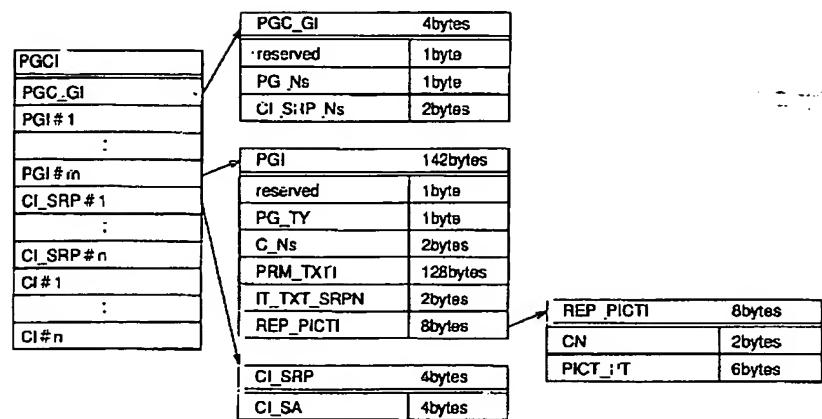 PGCI
PGC_GI
PGI#1
:
PGI#m
CI_SRP#1
:
CI_SRP#n
CI#1
:
CI#n
PGC_GI 4bytes
reserved 1byte
PG_Ns 1byte
CI_SRP_Ns 2bytes
PGI 142bytes
reserved 1byte
PG_TY 1byte
C_Ns 2bytes
PRM_TXTI 128bytes
IT_TXT_SRPN 2bytes
REP_PICTI 8bytes
CI_SRP 4bytes
CI_SA 4bytes
REP_PICTI 8bytes
CN 2bytes
PICT_PT 6bytes